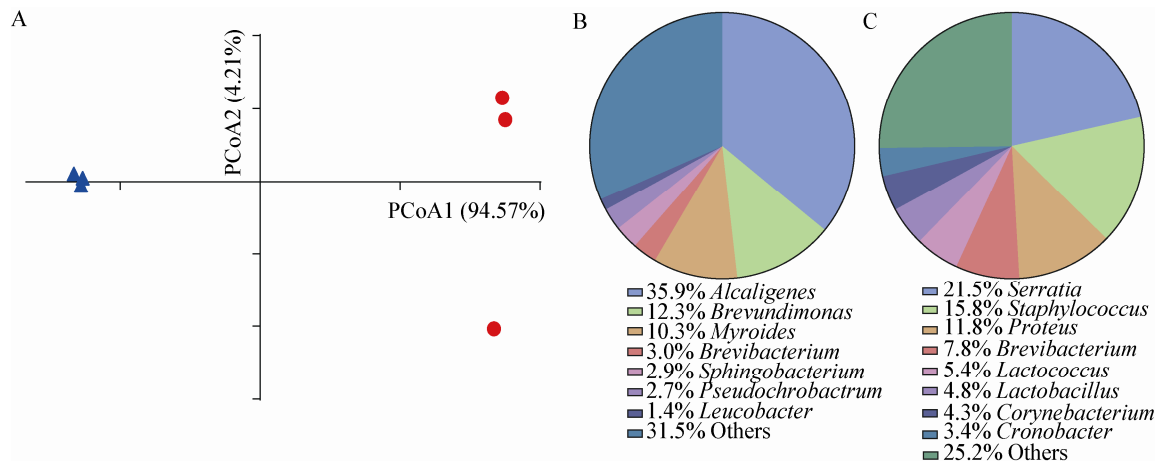 A
PCoA2 (4.21%)
PCoA1 (94.57%)
B
35.9% Alcaligenes
12.3% Brevundimonas
10.3% Myroides
3.0% Brevibacterium
2.9% Sphingobacterium
2.7% Pseudochrobactrum
1.4% Leucobacter
31.5% Others
C
21.5% Serratia
15.8% Staphylococcus
11.8% Proteus
7.8% Brevibacterium
5.4% Lactococcus
4.8% Lactobacillus
4.3% Corynebacterium
3.4% Cronobacter
25.2% Others